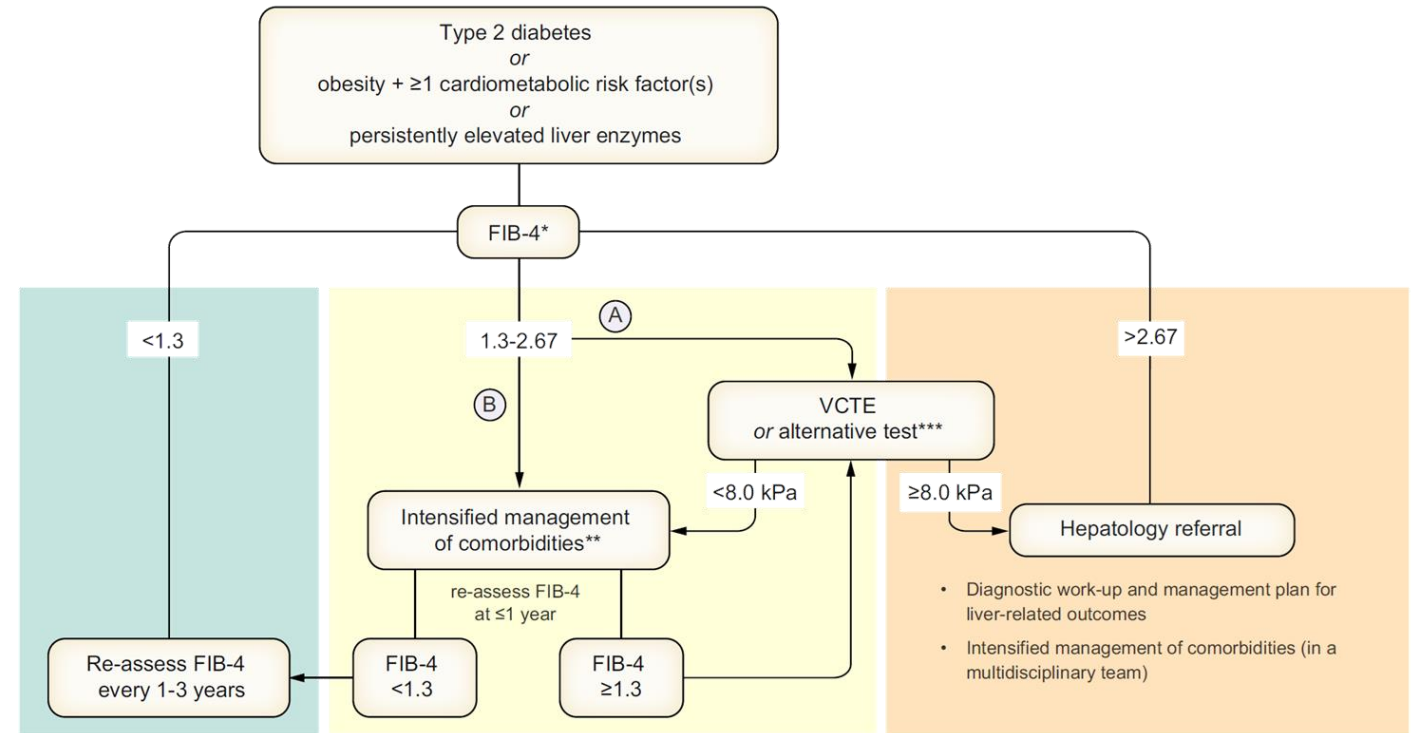 Type 2 diabetes
or
obesity + ≥1 cardiometabolic risk factor(s)
or
persistently elevated liver enzymes
FIB-4*
<1.3
1.3-2.67
A
>2.67
B
VCTE
or alternative test***
<8.0 kPa
≥8.0 kPa
Intensified management
of comorbidities**
Hepatology referral
re-assess FIB-4
at ≤1 year
• Diagnostic work-up and management plan for
liver-related outcomes
• Intensified management of comorbidities (in a
multidisciplinary team)
Re-assess FIB-4
every 1-3 years
FIB-4
<1.3
FIB-4
≥1.3